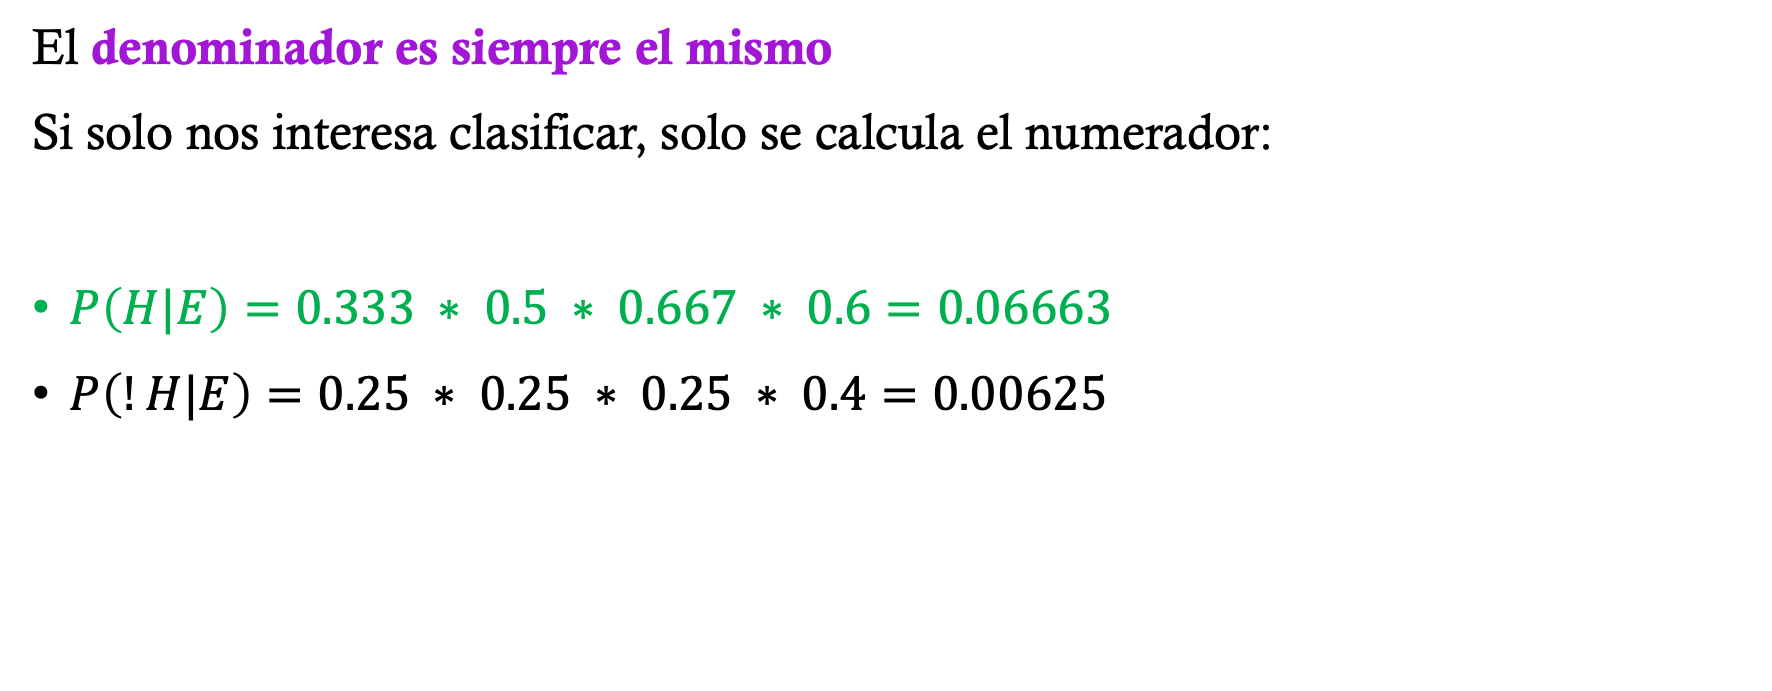 El denominador es siempre el mismo
Si solo nos interesa clasificar, solo se calcula el numerador:
• P(H|E) = 0.333 * 0.5 * 0.667 * 0.6 = 0.06663
• P(! H|E) = 0.25 * 0.25 * 0.25 * 0.4 = 0.00625